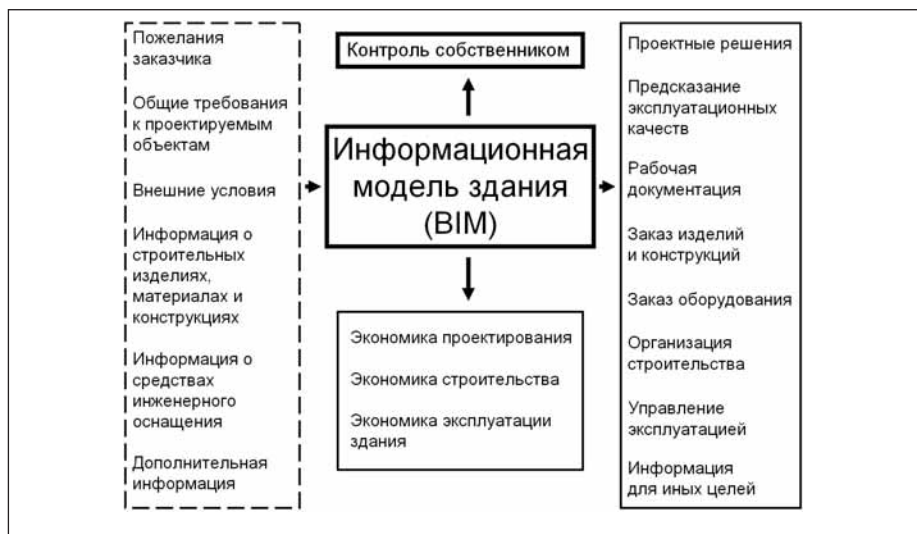 Пожелания
заказчика
Общие требования
к проектируемым
объектам
Внешние условия
Информация о
строительных
изделиях,
материалах и
конструкциях
Информация о
средствах
инженерного
оснащения
Дополнительная
информация
Контроль собственником
Информационная
модель здания
(BIM)
Экономика проектирования
Экономика строительства
Экономика эксплуатации
здания
Проектные решения
Предсказание
эксплуатационных
качеств
Рабочая
документация
Заказ изделий
и конструкций
Заказ оборудования
Организация
строительства
Управление
эксплуатацией
Информация
для иных целей